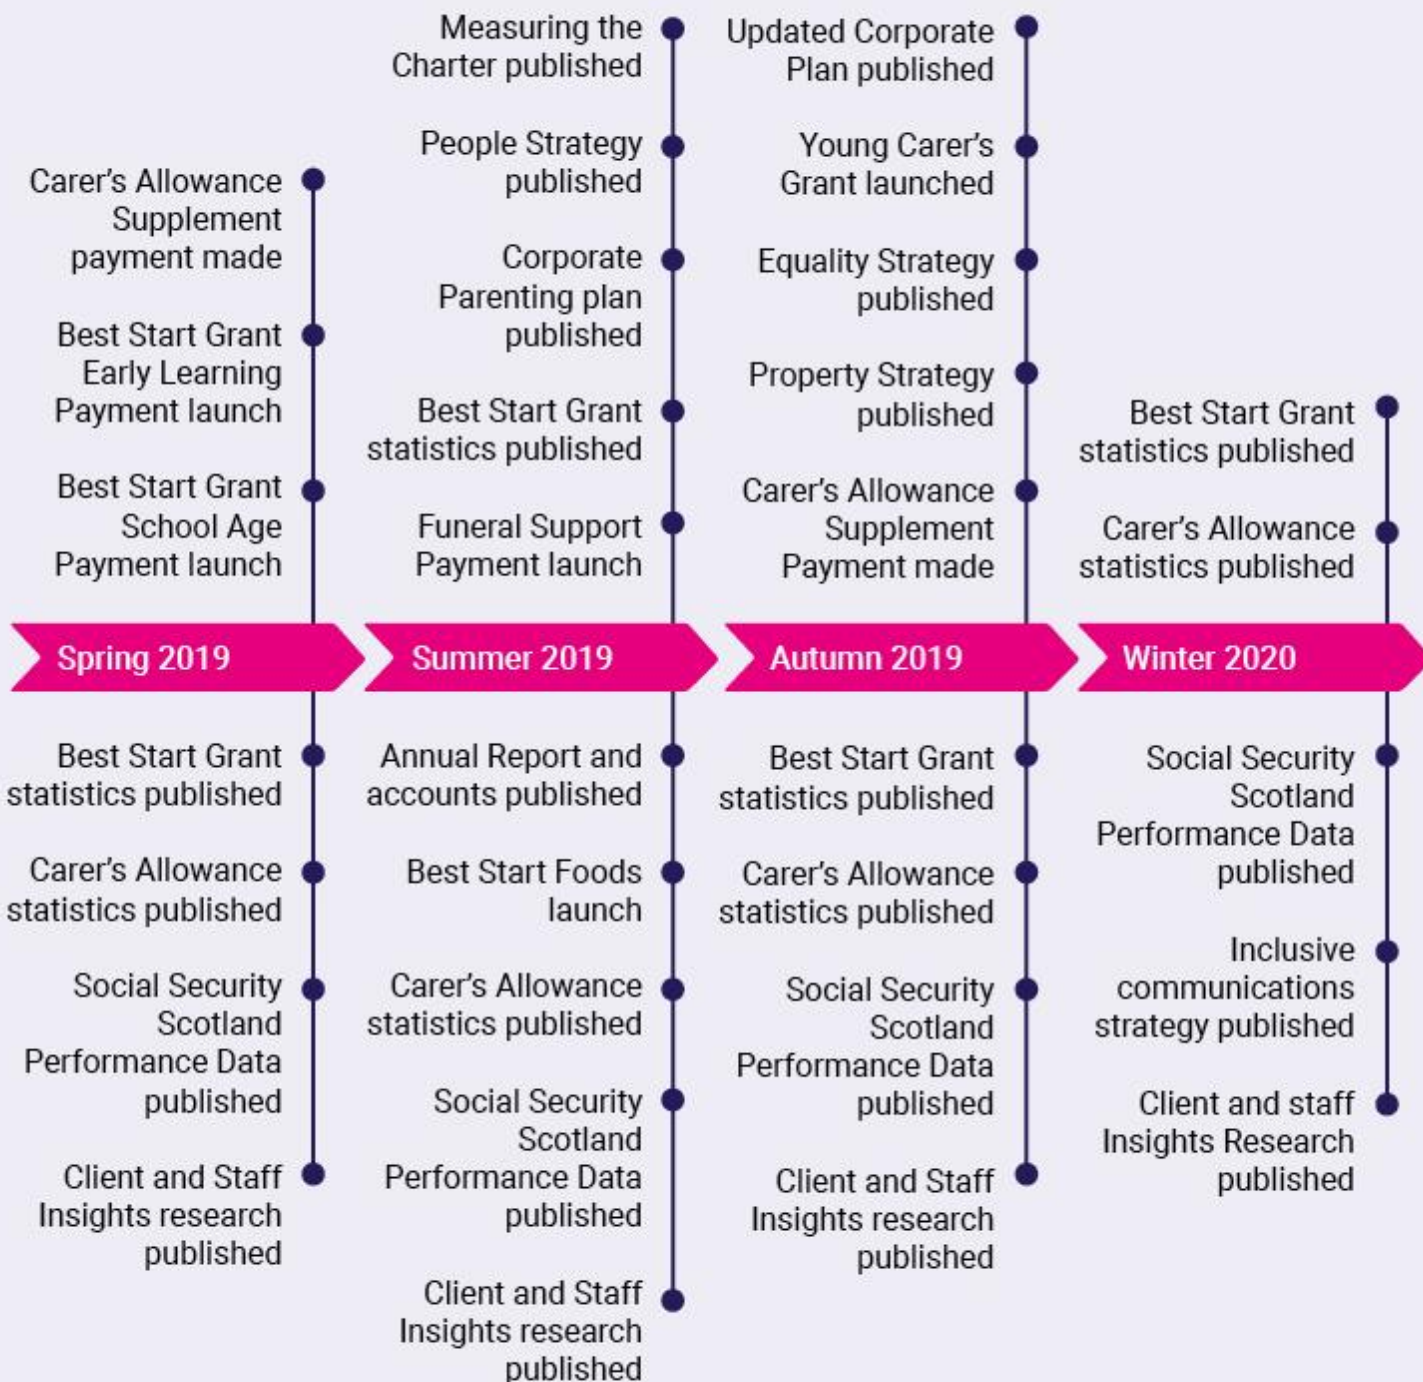 Carer's Allowance
Supplement
payment made
Best Start Grant
Early Learning
Payment launch
Best Start Grant
School Age
Payment launch
Spring 2019
Best Start Grant
statistics published
Carer's Allowance
statistics published
Social Security
Scotland
Performance Data
published
Client and Staff
Insights research
published
Measuring the
Charter published
People Strategy
published
Corporate
Parenting plan
published
Best Start Grant
statistics published
Funeral Support
Payment launch
Summer 2019
Annual Report and
accounts published
Best Start Foods
launch
Carer's Allowance
statistics published
Social Security
Scotland
Performance Data
published
Client and Staff
Insights research
published
Updated Corporate
Plan published
Young Carer's
Grant launched
Equality Strategy
published
Property Strategy
published
Carer's Allowance
Supplement
Payment made
Autumn 2019
Best Start Grant
statistics published
Carer's Allowance
statistics published
Social Security
Scotland
Performance Data
published
Client and Staff
Insights research
published
Best Start Grant
statistics published
Carer's Allowance
statistics published
Winter 2020
Social Security
Scotland
Performance Data
published
Inclusive
communications
strategy published
Client and staff
Insights Research
published